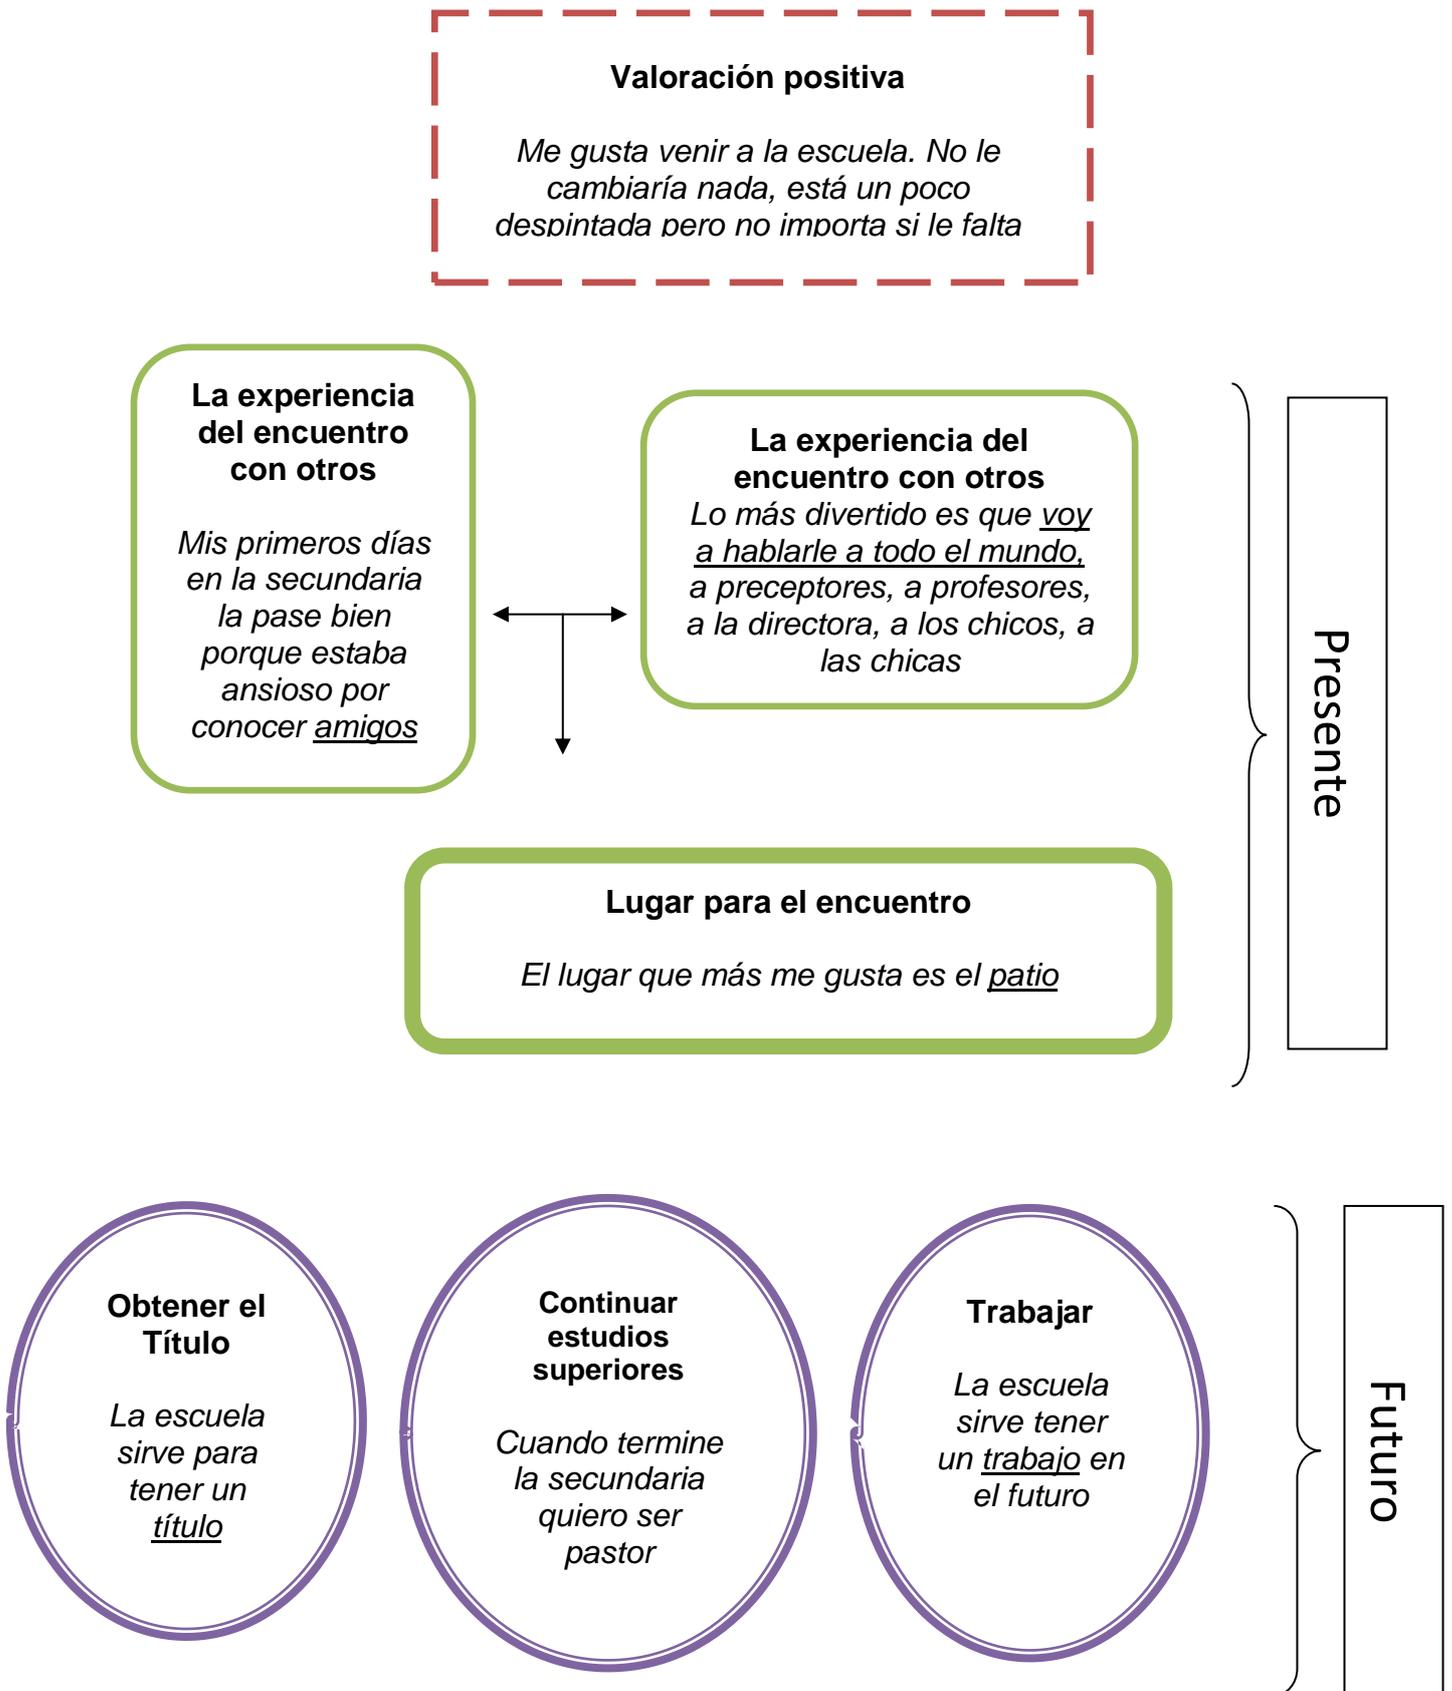 Valoración positiva
Me gusta venir a la escuela. No le
cambiaría nada, está un poco
despintada pero no importa si le falta
La experiencia
del encuentro
con otros
Mis primeros días
en la secundaria
la pase bien
porque estaba
ansioso por
conocer amigos
La experiencia del
encuentro con otros
Lo más divertido es que voy
a hablarle a todo el mundo,
a preceptores, a profesores,
a la directora, a los chicos, a
las chicas
Lugar para el encuentro
El lugar que más me gusta es el patio
Presente
Obtener el
Título
La escuela
sirve para
tener un
título
Continuar
estudios
superiores
Cuando termine
la secundaria
quiero ser
pastor
Trabajar
La escuela
sirve tener
un trabajo en
el futuro
Futuro